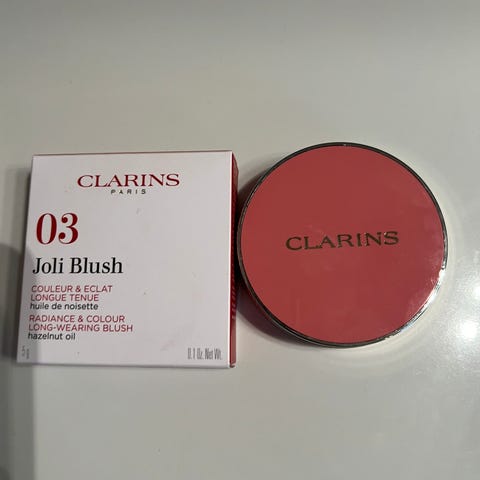 CLARINS
PARIS
03
Joli Blush
COULEUR & ECLAT
LONGUE TENUE
huile de noisette
RADIANCE & COLOUR
LONG-WEARING BLUSH
hazelnut oil
5 g
0.1 Oz. Net Wt.
CLARINS